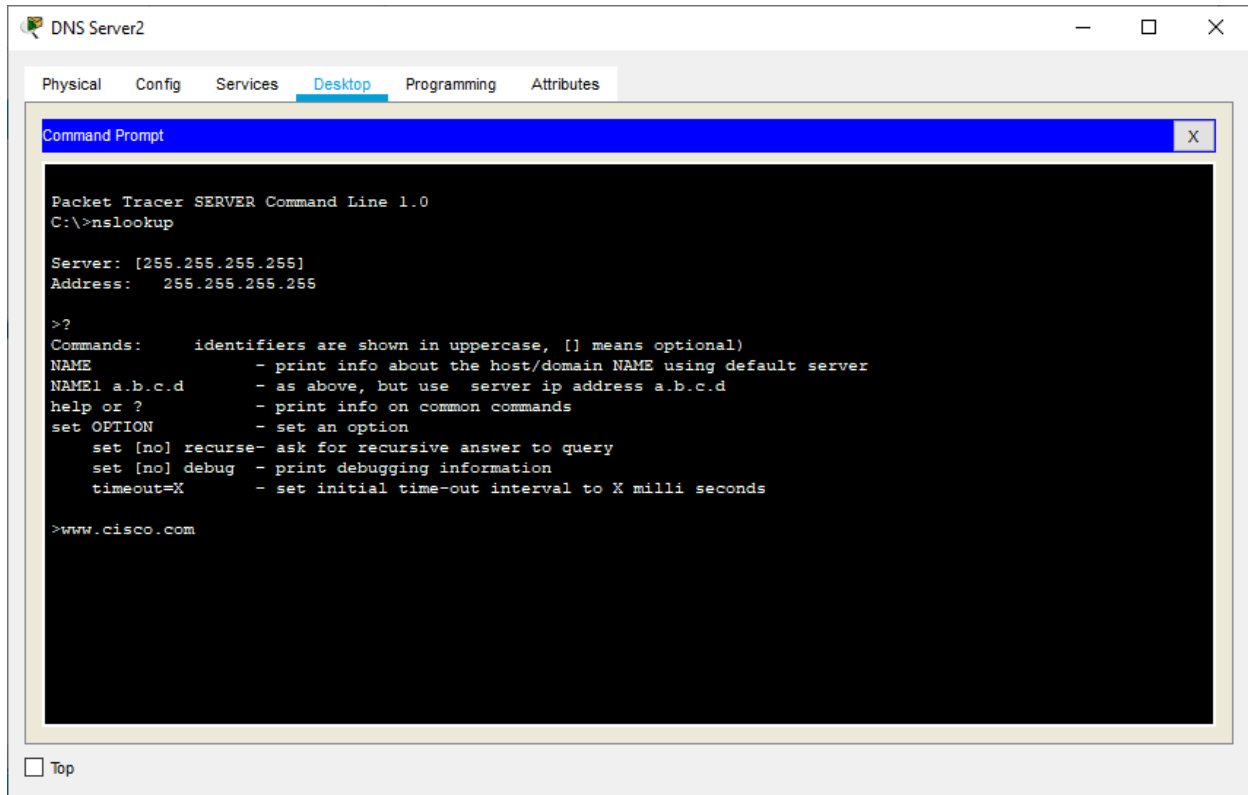 DNS Server2
Physical Config Services Desktop Programming Attributes
Command Prompt X
Packet Tracer SERVER Command Line 1.0
C:\>nslookup
Server: [255.255.255.255]
Address:   255.255.255.255
>?
Commands:     identifiers are shown in uppercase, [] means optional)
NAME                - print info about the host/domain NAME using default server
NAME1 a.b.c.d       - as above, but use  server ip address a.b.c.d
help or ?           - print info on common commands
set OPTION          - set an option
    set [no] recurse- ask for recursive answer to query
    set [no] debug  - print debugging information
    timeout=X       - set initial time-out interval to X milli seconds
>www.cisco.com
Top